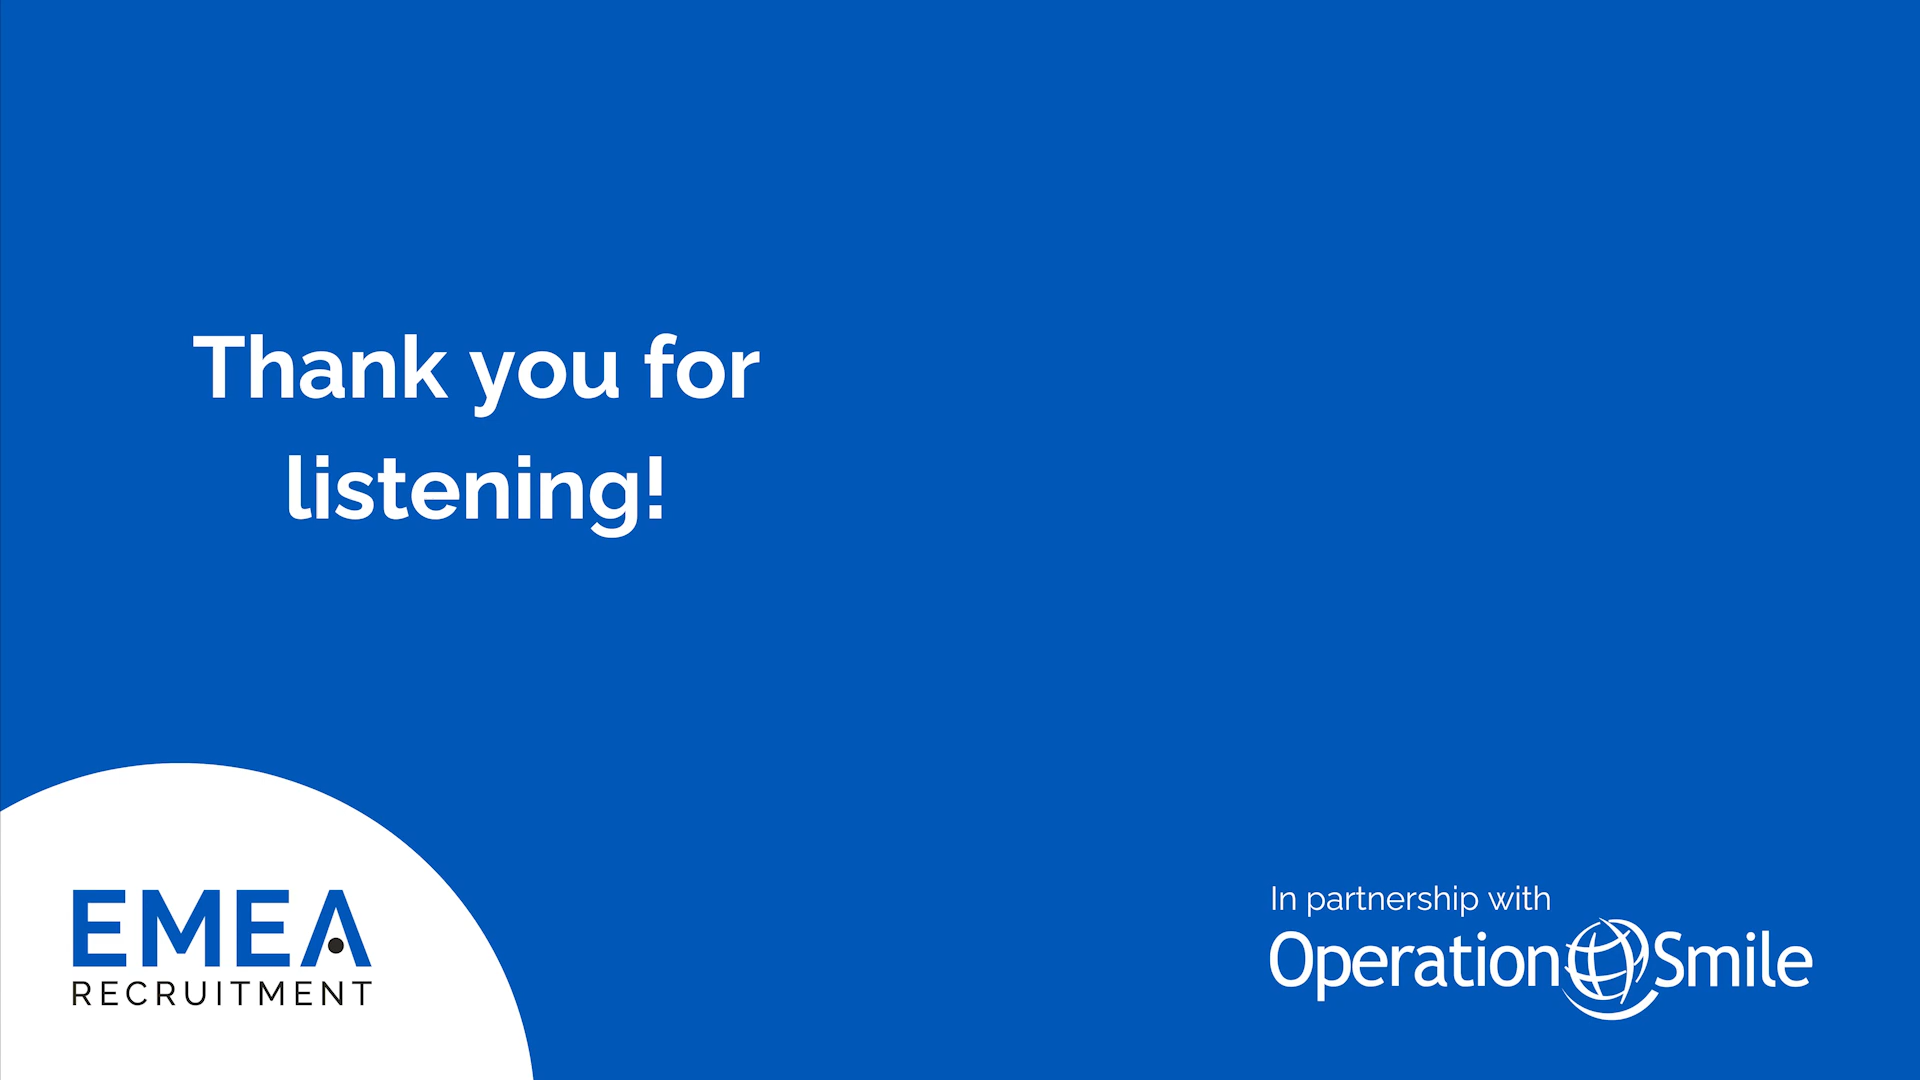 Thank you for
listening!
EMEA
RECRUITMENT
In partnership with
Operation Smile